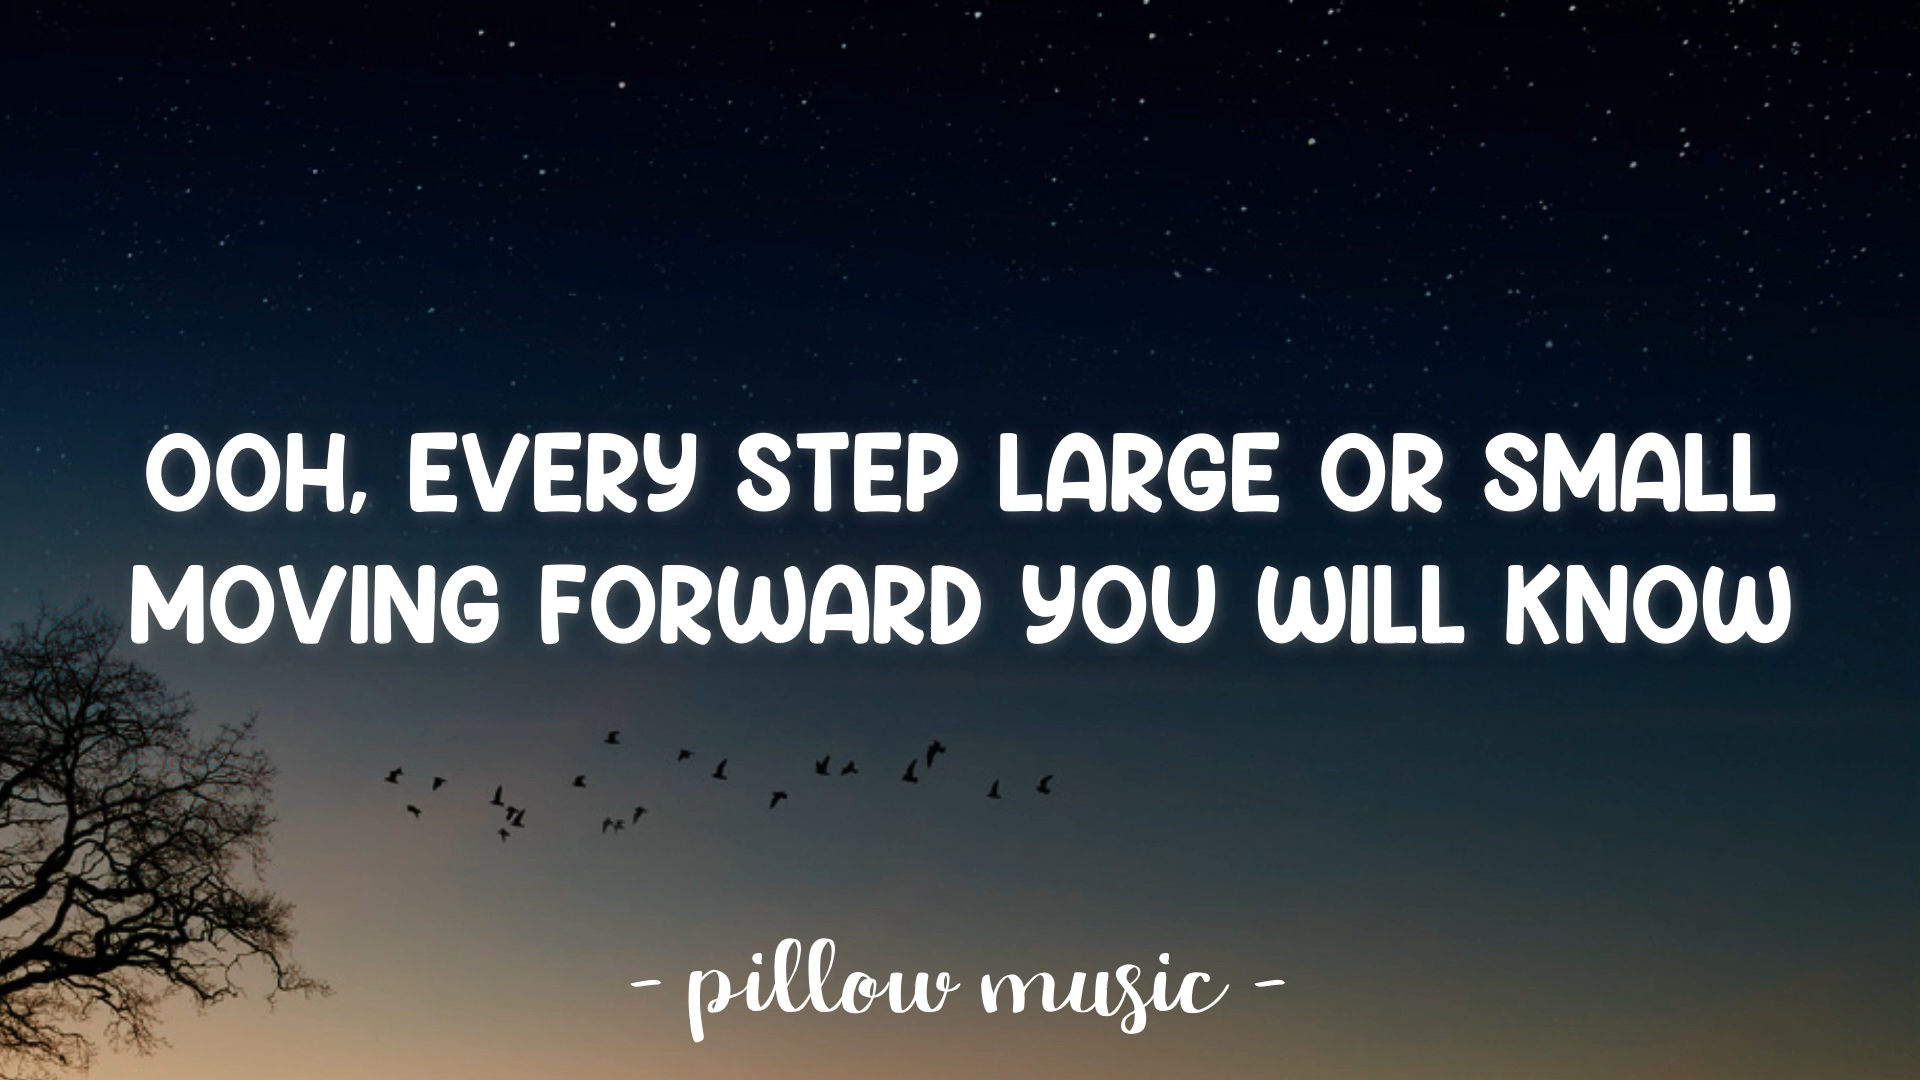 OOH, EVERY STEP LARGE OR SMALL
MOVING FORWARD YOU WILL KNOW
- pillow music -